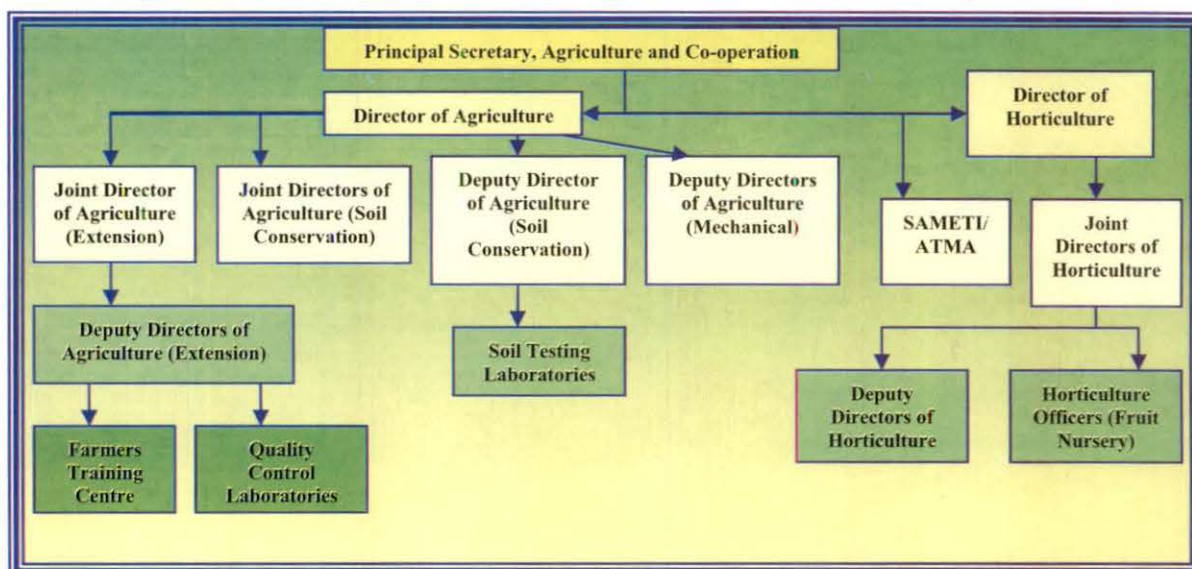 Principal Secretary, Agriculture and Co-operation
Director of Agriculture
Director of
Horticulture
Joint Director
of Agriculture
(Extension)
Joint Directors of
Agriculture (Soil
Conservation)
Deputy Director
of Agriculture
(Soil
Conservation)
Deputy Directors
of Agriculture
(Mechanical)
SAMETI/
ATMA
Joint
Directors of
Horticulture
Deputy Directors of
Agriculture (Extension)
Soil Testing
Laboratories
Deputy
Directors of
Horticulture
Horticulture
Officers (Fruit
Nursery)
Farmers
Training
Centre
Quality
Control
Laboratories